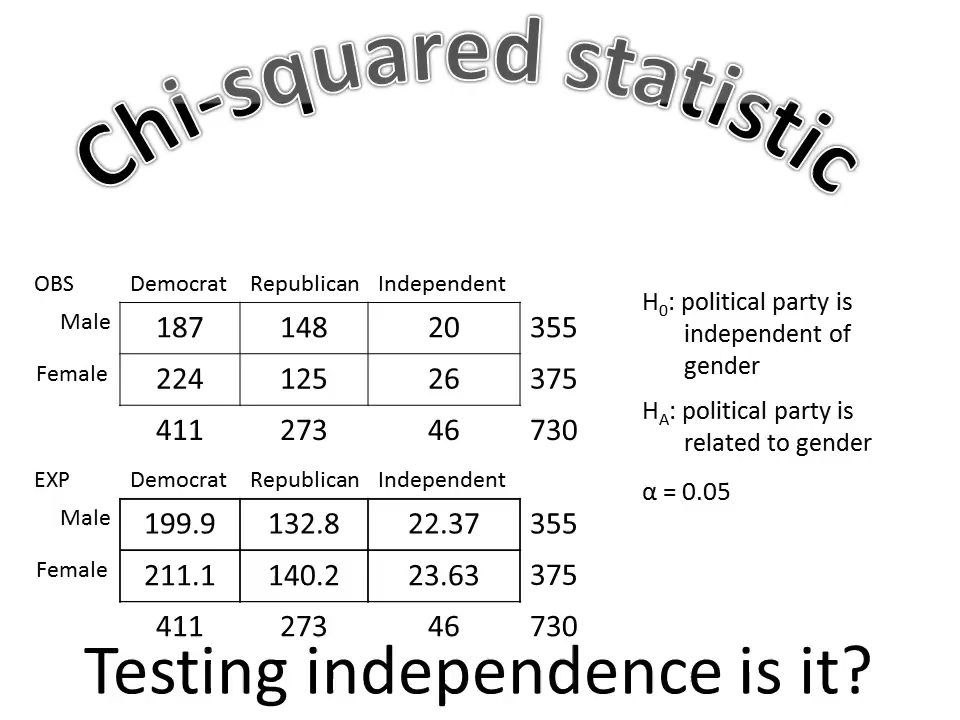 Chi-squared statistic
OBS Democrat Republican Independent
Male 187 148 20 355
Female 224 125 26 375
411 273 46 730
EXP Democrat Republican Independent
Male 199.9 132.8 22.37 355
Female 211.1 140.2 23.63 375
411 273 46 730
H₀: political party is
independent of
gender
Hₐ: political party is
related to gender
α = 0.05
Testing independence is it?